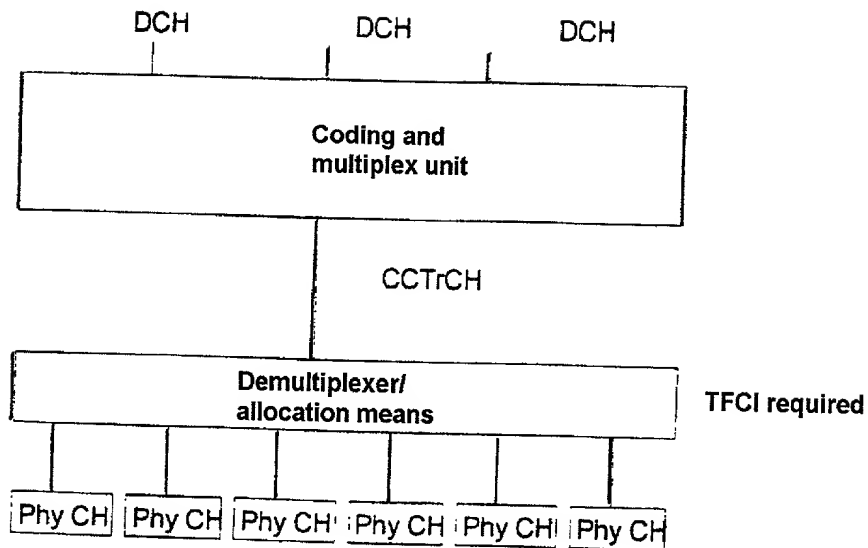 DCH DCH DCH
Coding and
multiplex unit
CCTrCH
Demultiplexer/
allocation means
TFCI required
Phy CH Phy CH Phy CH Phy CH Phy CH Phy CH